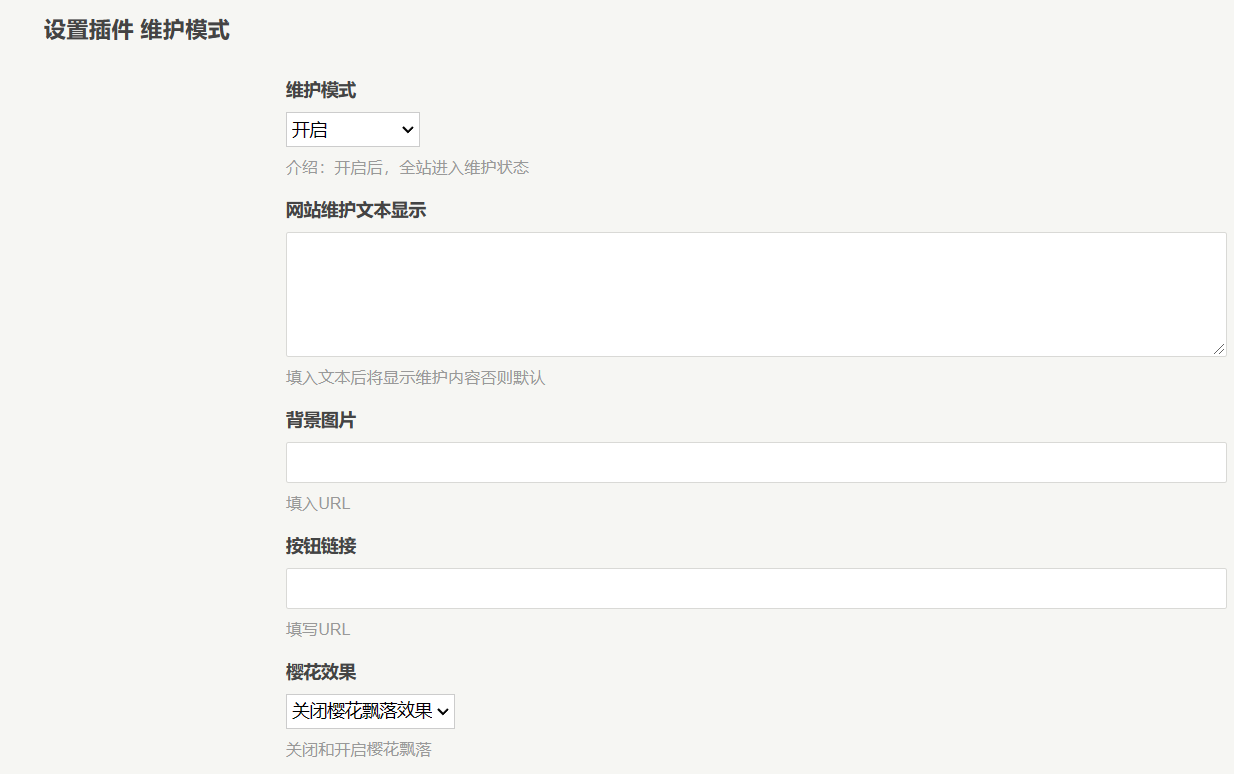 设置插件 维护模式
维护模式
开启
介绍：开启后，全站进入维护状态
网站维护文本显示
填入文本后将显示维护内容否则默认
背景图片
填入URL
按钮链接
填写URL
樱花效果
关闭樱花飘落效果
关闭和开启樱花飘落